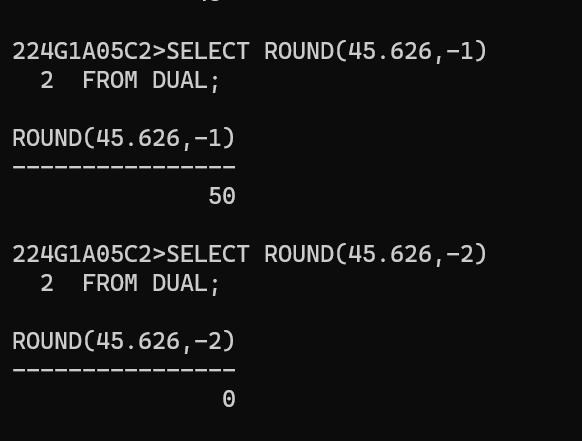 224G1A05C2>SELECT ROUND(45.626,-1)
  2  FROM DUAL;
ROUND(45.626,-1)
----------------
              50
224G1A05C2>SELECT ROUND(45.626,-2)
  2  FROM DUAL;
ROUND(45.626,-2)
----------------
               0